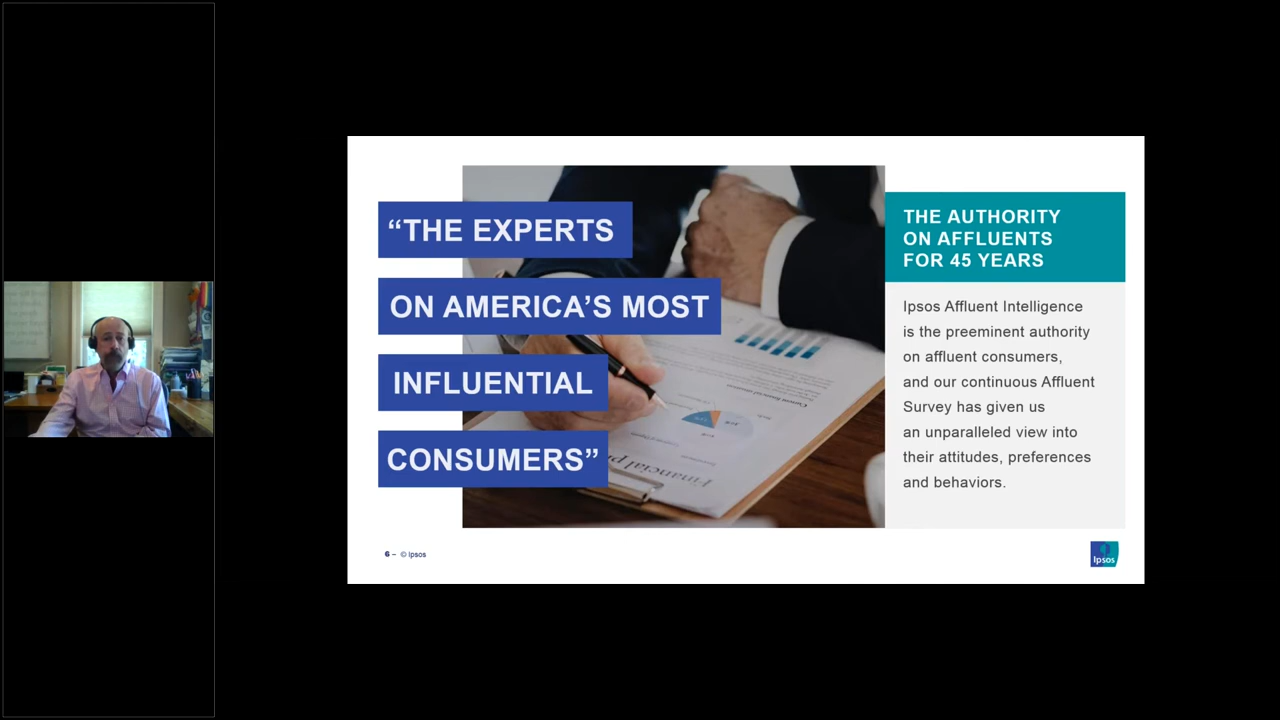 “THE EXPERTS
ON AMERICA’S MOST
INFLUENTIAL
CONSUMERS”
THE AUTHORITY
ON AFFLUENTS
FOR 45 YEARS
Ipsos Affluent Intelligence
is the preeminent authority
on affluent consumers,
and our continuous Affluent
Survey has given us
an unparalleled view into
their attitudes, preferences
and behaviors.
6 – © Ipsos
Ipsos
Financial